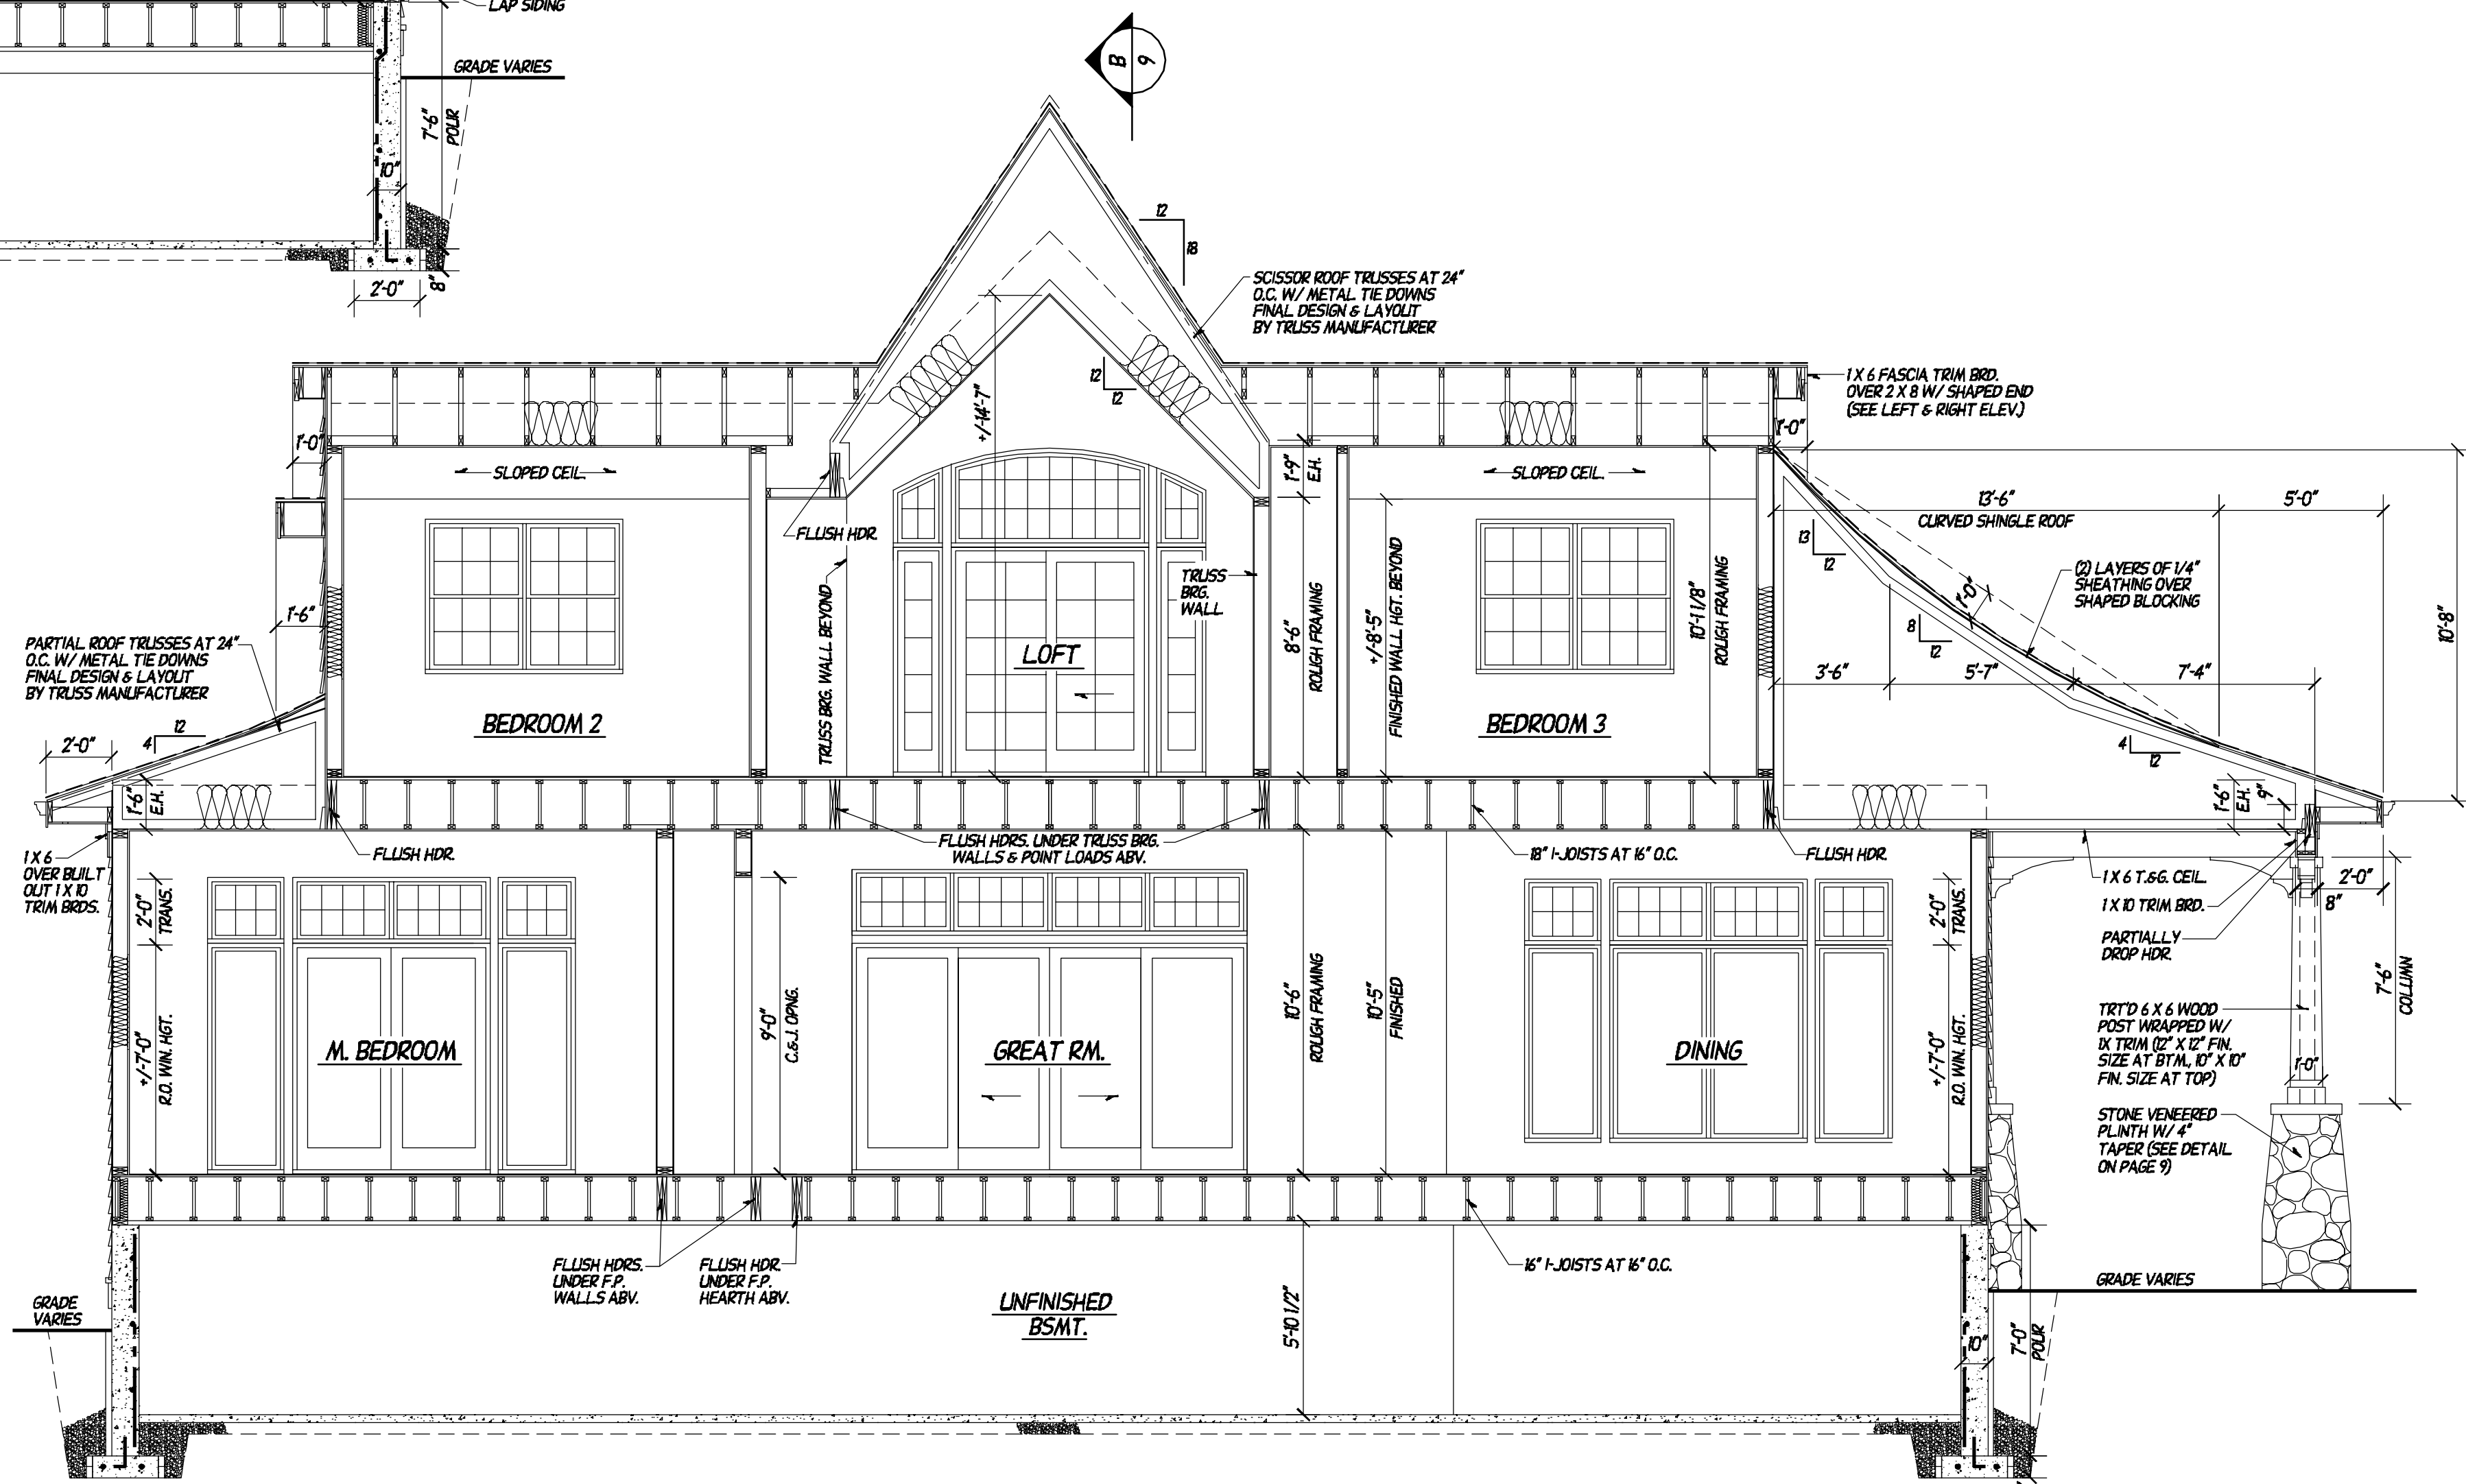 LAP SIDING
GRADE VARIES
7'-6"
POUR
10"
2'-0"
8"
B
9
12
18
SCISSOR ROOF TRUSSES AT 24"
O.C. W/ METAL TIE DOWNS
FINAL DESIGN & LAYOUT
BY TRUSS MANUFACTURER
12
12
+/-14'-7"
1 X 6 FASCIA TRIM BRD.
OVER 2 X 8 W/ SHAPED END
(SEE LEFT & RIGHT ELEV.)
1'-0"
1'-0"
SLOPED CEIL.
SLOPED CEIL.
1'-9"
E.H.
FLUSH HDR.
13'-6"
5'-0"
CURVED SHINGLE ROOF
13
12
(2) LAYERS OF 1/4"
SHEATHING OVER
SHAPED BLOCKING
1'-0"
10'-8"
TRUSS
BRG.
WALL
TRUSS BRG. WALL BEYOND
8'-6"
ROUGH FRAMING
+/-8'-5"
FINISHED WALL HGT. BEYOND
10'-1 1/8"
ROUGH FRAMING
1'-6"
PARTIAL ROOF TRUSSES AT 24"
O.C. W/ METAL TIE DOWNS
FINAL DESIGN & LAYOUT
BY TRUSS MANUFACTURER
LOFT
8
12
3'-6"
5'-7"
7'-4"
BEDROOM 2
BEDROOM 3
12
4
2'-0"
4
12
1'-6"
E.H.
1'-6"
E.H.
9"
1 X 6
OVER BUILT
OUT 1 X 10
TRIM BRDS.
FLUSH HDR.
FLUSH HDRS. UNDER TRUSS BRG.
WALLS & POINT LOADS ABV.
18" I-JOISTS AT 16" O.C.
FLUSH HDR.
1 X 6 T.&G. CEIL.
2'-0"
8"
1 X 10 TRIM BRD.
2'-0"
TRANS.
2'-0"
TRANS.
PARTIALLY
DROP HDR.
7'-6"
COLUMN
9'-0"
C.&J. OPNG.
10'-6"
ROUGH FRAMING
10'-5"
FINISHED
+/-7'-0"
R.O. WIN. HGT.
+/-7'-0"
R.O. WIN. HGT.
TRT'D 6 X 6 WOOD
POST WRAPPED W/
1X TRIM (12" X 12" FIN.
SIZE AT BTM., 10" X 10"
FIN. SIZE AT TOP)
1'-0"
M. BEDROOM
GREAT RM.
DINING
STONE VENEERED
PLINTH W/ 4"
TAPER (SEE DETAIL
ON PAGE 9)
FLUSH HDRS.
UNDER F.P.
WALLS ABV.
FLUSH HDR.
UNDER F.P.
HEARTH ABV.
16" I-JOISTS AT 16" O.C.
GRADE VARIES
GRADE
VARIES
UNFINISHED
BSMT.
5'-10 1/2"
10"
7'-0"
POUR